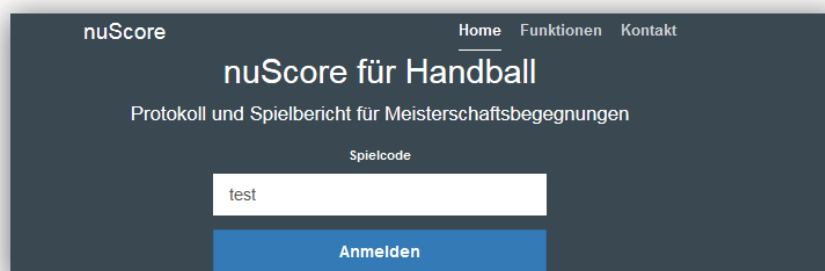 nuScore Home Funktionen Kontakt
nuScore für Handball
Protokoll und Spielbericht für Meisterschaftsbegegnungen
Spielcode
test
Anmelden